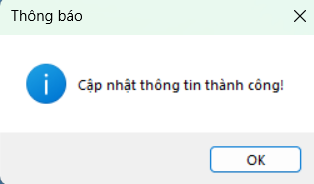 Thông báo
Cập nhật thông tin thành công!
OK